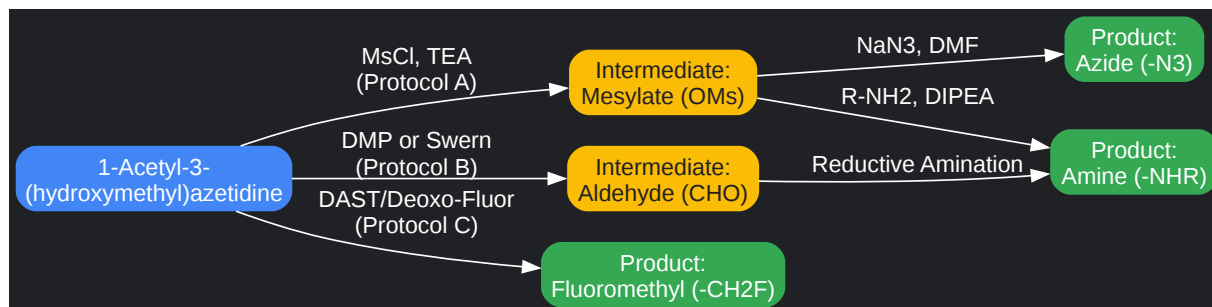 MsCl, TEA
(Protocol A)
Intermediate:
Mesylate (OMs)
NaN3, DMF
Product:
Azide (-N3)
R-NH2, DIPEA
1-Acetyl-3-
(hydroxymethyl)azetidine
DMP or Swern
(Protocol B)
Intermediate:
Aldehyde (CHO)
Reductive Amination
Product:
Amine (-NHR)
DAST/Deoxo-Fluor
(Protocol C)
Product:
Fluoromethyl (-CH2F)